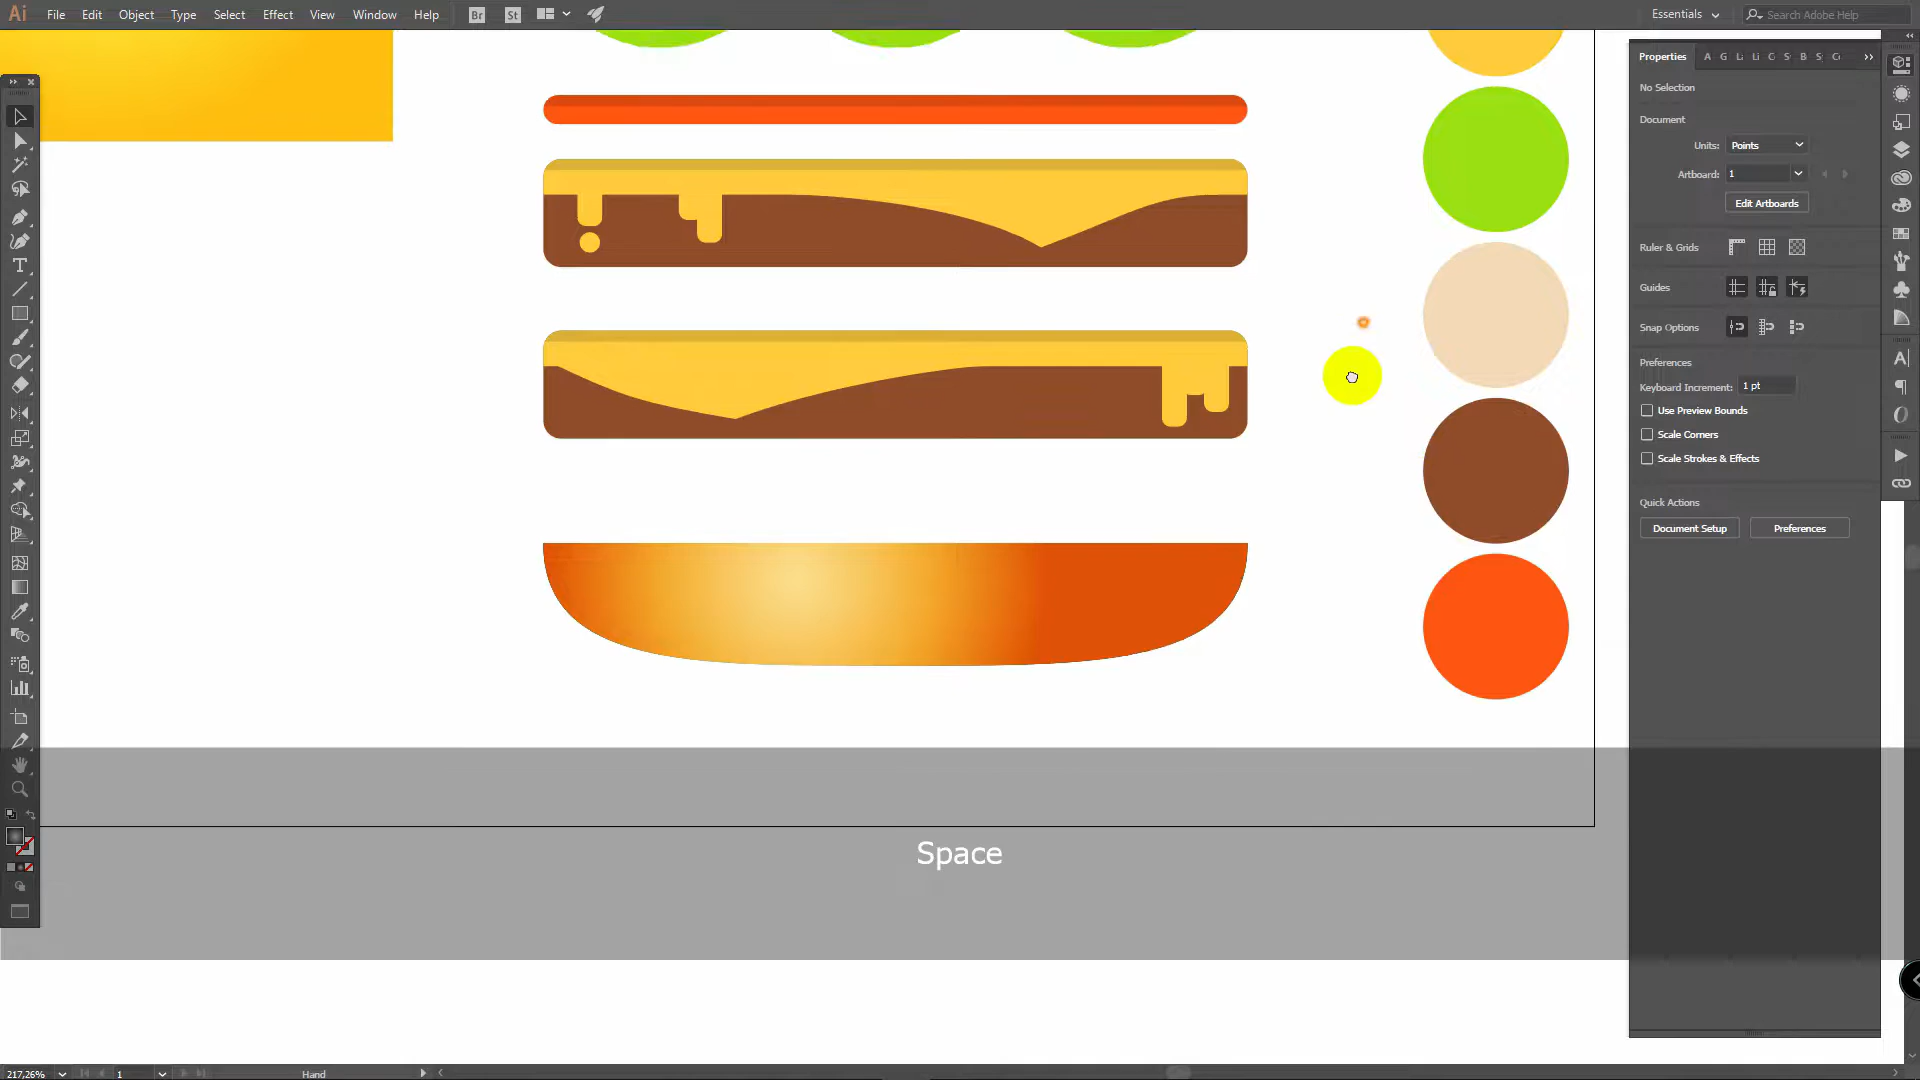 Ai File Edit Object Type Select Effect View Window Help Br St Essentials Search Adobe Help
Properties A G
No Selection
Document
Units: Points
Artboard: 1
Edit Artboards
Ruler & Grids
Guides
Snap Options
Preferences
Keyboard Increment: 1 pt
Use Preview Bounds
Scale Corners
Scale Strokes & Effects
Quick Actions
Document Setup Preferences
Space
217,26% 1 Hand